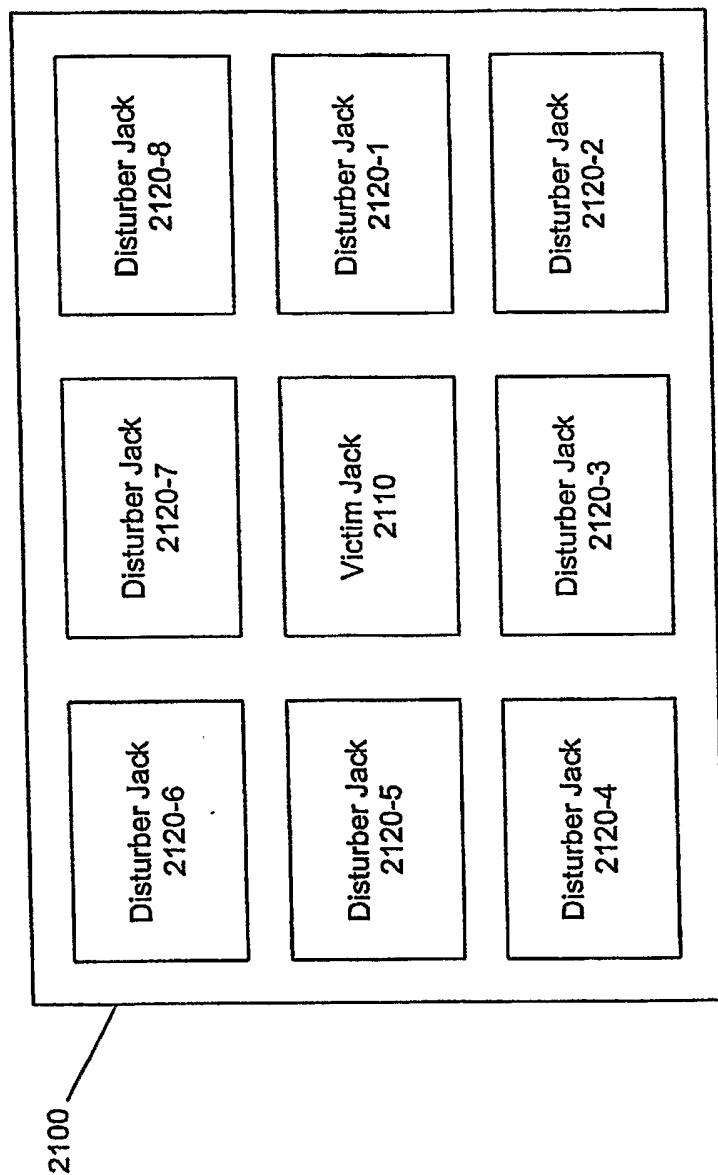 2100
Disturber Jack
2120-6
Disturber Jack
2120-7
Disturber Jack
2120-8
Disturber Jack
2120-5
Victim Jack
2110
Disturber Jack
2120-1
Disturber Jack
2120-4
Disturber Jack
2120-3
Disturber Jack
2120-2